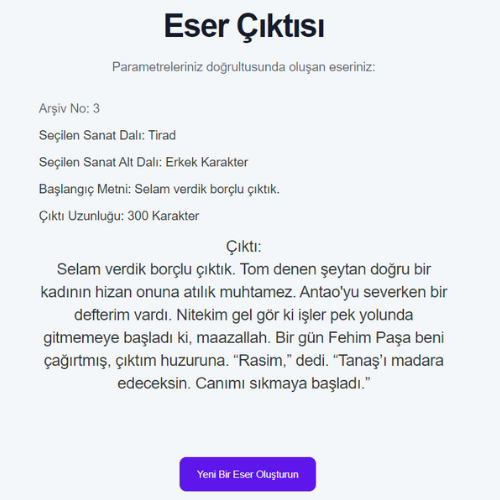 Eser Çıktısı
Parametreleriniz doğrultusunda oluşan eseriniz:
Arşiv No: 3
Seçilen Sanat Dalı: Tirad
Seçilen Sanat Alt Dalı: Erkek Karakter
Başlangıç Metni: Selam verdik borçlu çıktık.
Çıktı Uzunluğu: 300 Karakter
Çıktı:
Selam verdik borçlu çıktık. Tom denen şeytan doğru bir
kadının hizan onuna atılık muhtamez. Antao'yu severken bir
defterim vardı. Nitekim gel gör ki işler pek yolunda
gitmemeye başladı ki, maazallah. Bir gün Fehim Paşa beni
çağırtmış, çıktım huzuruna. “Rasim,” dedi. “Tanaş’ı madara
edeceksin. Canımı sıkmaya başladı.”
Yeni Bir Eser Oluşturun